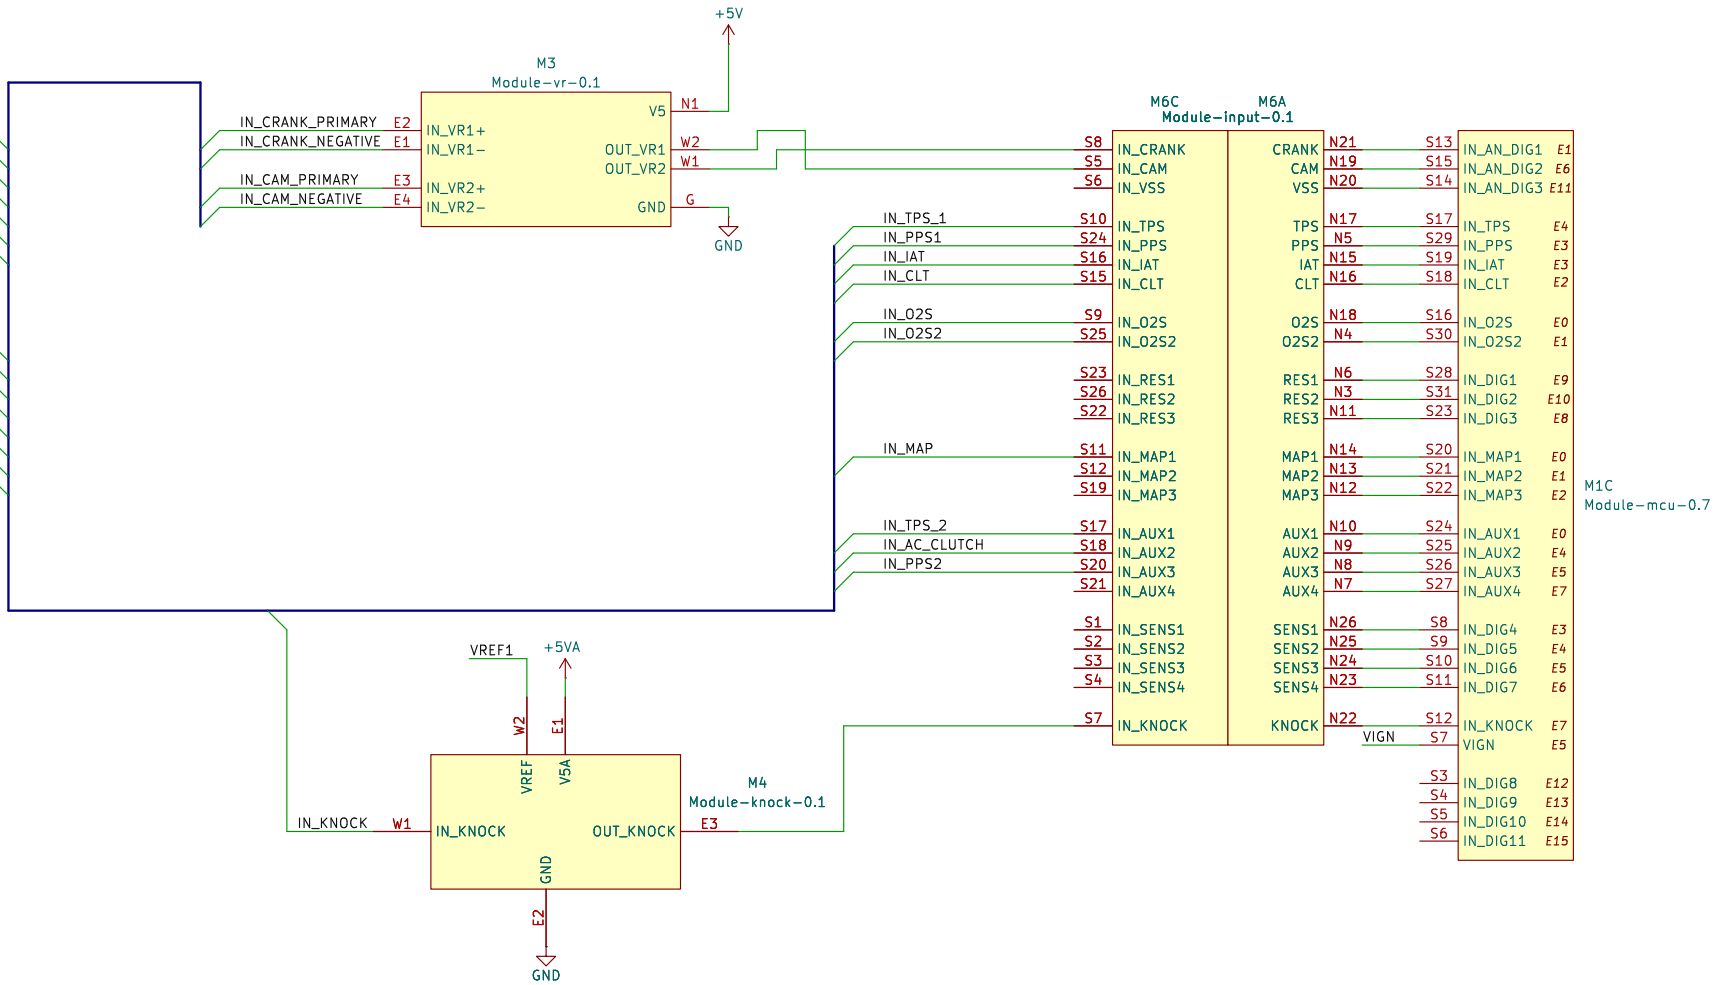 +5V
M3
Module-vr-0.1
IN_CRANK_PRIMARY E2 IN_VR1+
IN_CRANK_NEGATIVE E1 IN_VR1-
IN_CAM_PRIMARY E3 IN_VR2+
IN_CAM_NEGATIVE E4 IN_VR2-
V5 N1
OUT_VR1 W2
OUT_VR2 W1
GND G
GND
M6C M6A
Module-input-0.1
S8 IN_CRANK CRANK N21 S13 IN_AN_DIG1 E1
S5 IN_CAM CAM N19 S15 IN_AN_DIG2 E6
S6 IN_VSS VSS N20 S14 IN_AN_DIG3 E11
IN_TPS_1 S10 IN_TPS TPS N17 S17 IN_TPS E4
IN_PPS1 S24 IN_PPS PPS N5 S29 IN_PPS E3
IN_IAT S16 IN_IAT IAT N15 S19 IN_IAT E3
IN_CLT S15 IN_CLT CLT N16 S18 IN_CLT E2
IN_O2S S9 IN_O2S O2S N18 S16 IN_O2S E0
IN_O2S2 S25 IN_O2S2 O2S2 N4 S30 IN_O2S2 E1
S23 IN_RES1 RES1 N6 S28 IN_DIG1 E9
S26 IN_RES2 RES2 N3 S31 IN_DIG2 E10
S22 IN_RES3 RES3 N11 S23 IN_DIG3 E8
IN_MAP S11 IN_MAP1 MAP1 N14 S20 IN_MAP1 E0
S12 IN_MAP2 MAP2 N13 S21 IN_MAP2 E1
S19 IN_MAP3 MAP3 N12 S22 IN_MAP3 E2
M1C
Module-mcu-0.7
IN_TPS_2 S17 IN_AUX1 AUX1 N10 S24 IN_AUX1 E0
IN_AC_CLUTCH S18 IN_AUX2 AUX2 N9 S25 IN_AUX2 E4
IN_PPS2 S20 IN_AUX3 AUX3 N8 S26 IN_AUX3 E5
S21 IN_AUX4 AUX4 N7 S27 IN_AUX4 E7
S1 IN_SENS1 SENS1 N26 S8 IN_DIG4 E3
S2 IN_SENS2 SENS2 N25 S9 IN_DIG5 E4
S3 IN_SENS3 SENS3 N24 S10 IN_DIG6 E5
S4 IN_SENS4 SENS4 N23 S11 IN_DIG7 E6
S7 IN_KNOCK KNOCK N22 S12 IN_KNOCK E7
VIGN S7 VIGN E5
S3 IN_DIG8 E12
S4 IN_DIG9 E13
S5 IN_DIG10 E14
S6 IN_DIG11 E15
VREF1 +5VA
W2 E1
VREF V5A
M4
Module-knock-0.1
IN_KNOCK W1 IN_KNOCK OUT_KNOCK E3
GND
E2
GND